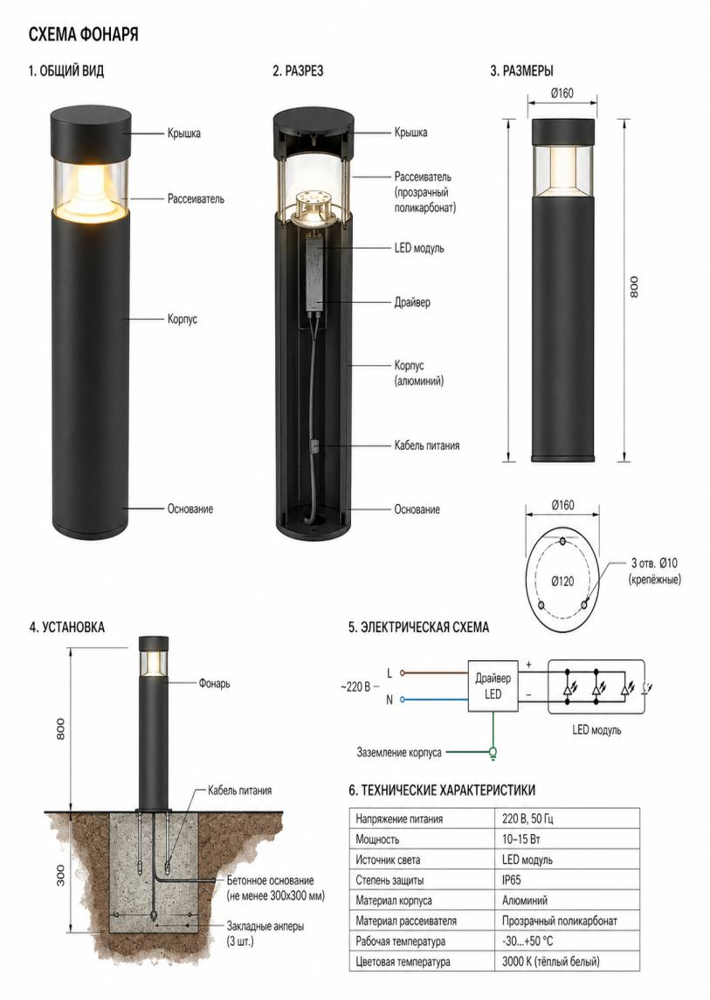 СХЕМА ФОНАРЯ
1. ОБЩИЙ ВИД
Крышка
Рассеиватель
Корпус
Основание
2. РАЗРЕЗ
Крышка
Рассеиватель
(прозрачный
поликарбонат)
LED модуль
Драйвер
Корпус
(алюминий)
Кабель питания
Основание
3. РАЗМЕРЫ
Ø160
800
Ø160
Ø120
3 отв. Ø10
(крепёжные)
4. УСТАНОВКА
Фонарь
800
Кабель питания
300
Бетонное основание
(не менее 300х300 мм)
Закладные анперы
(3 шт.)
5. ЭЛЕКТРИЧЕСКАЯ СХЕМА
~220 В
L
N
Драйвер
LED
+
–
LED модуль
Заземление корпуса
6. ТЕХНИЧЕСКИЕ ХАРАКТЕРИСТИКИ
Напряжение питания 220 В, 50 Гц
Мощность 10–15 Вт
Источник света LED модуль
Степень защиты IP65
Материал корпуса Алюминий
Материал рассеивателя Прозрачный поликарбонат
Рабочая температура -30...+50 °C
Цветовая температура 3000 К (тёплый белый)